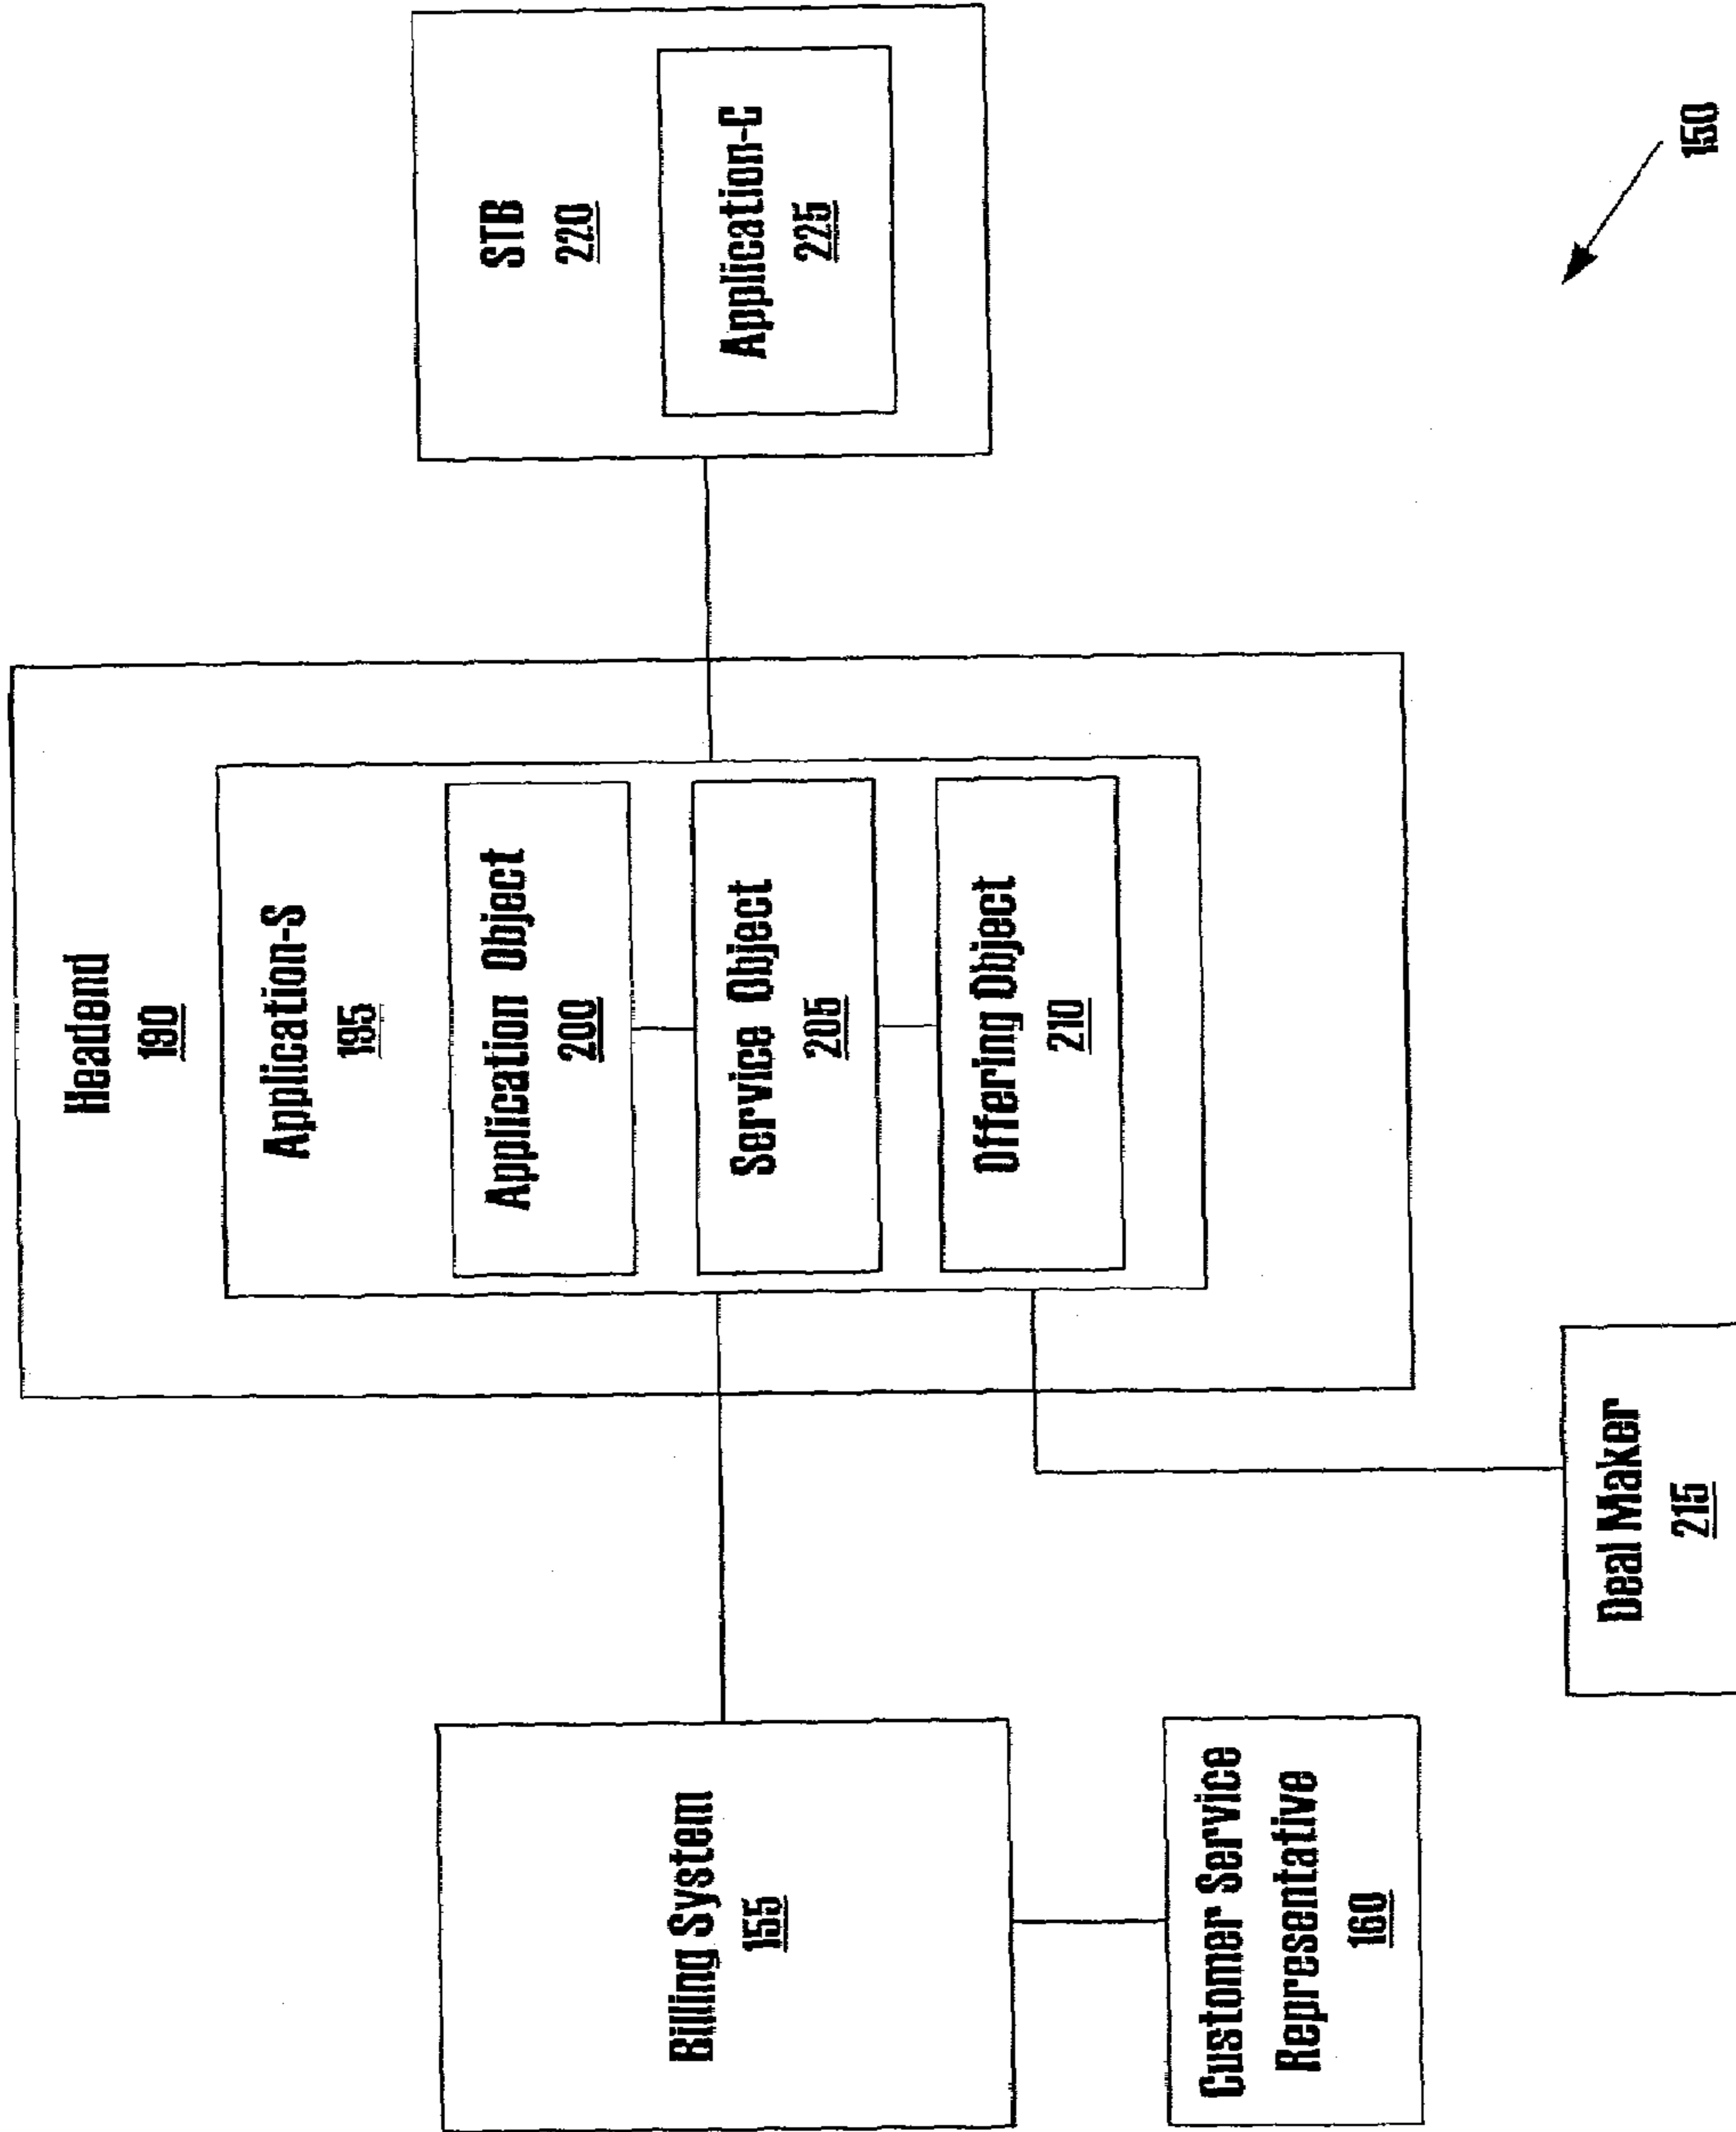 Billing System
155
Customer Service
Representative
160
Headend
190
Application-S
195
Application Object
200
Service Object
205
Offering Object
210
Deal Maker
215
STB
220
Application-C
225
150